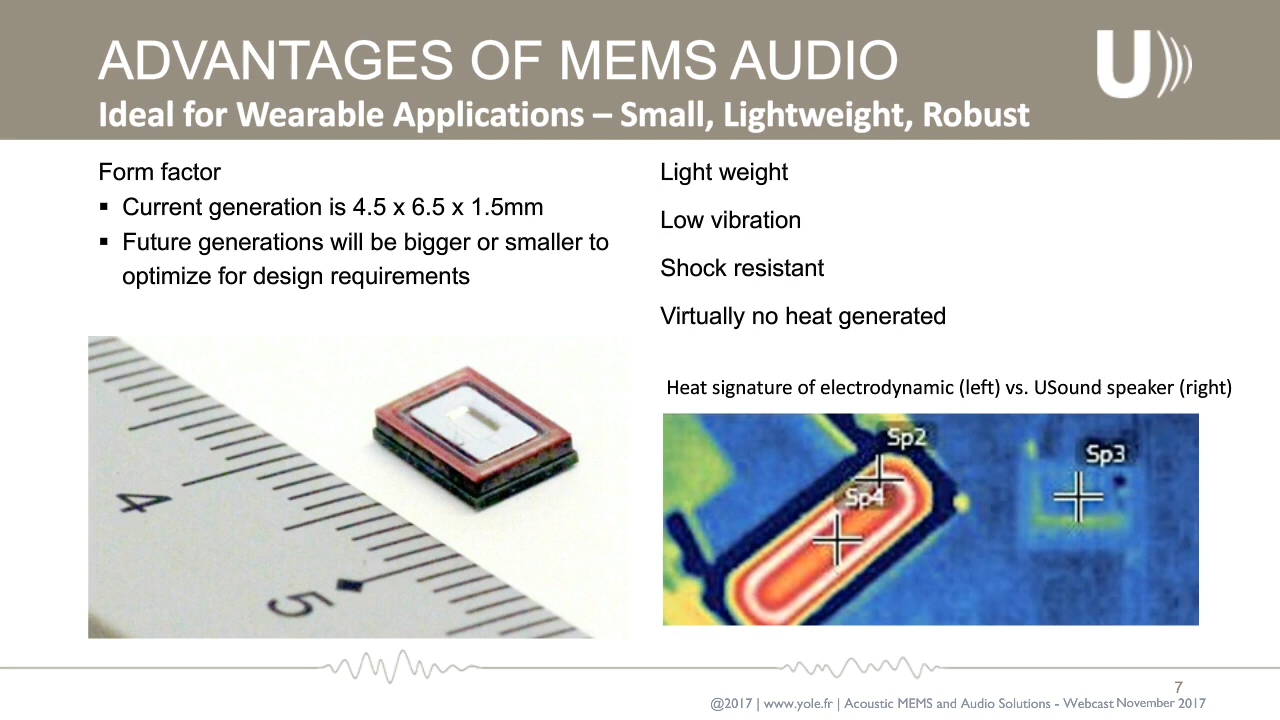 ADVANTAGES OF MEMS AUDIO
Ideal for Wearable Applications – Small, Lightweight, Robust
U
Form factor
▪ Current generation is 4.5 x 6.5 x 1.5mm
▪ Future generations will be bigger or smaller to
optimize for design requirements
Light weight
Low vibration
Shock resistant
Virtually no heat generated
Heat signature of electrodynamic (left) vs. USound speaker (right)
4
5
Sp2
Sp4
Sp3
7
@2017 | www.yole.fr | Acoustic MEMS and Audio Solutions - Webcast November 2017